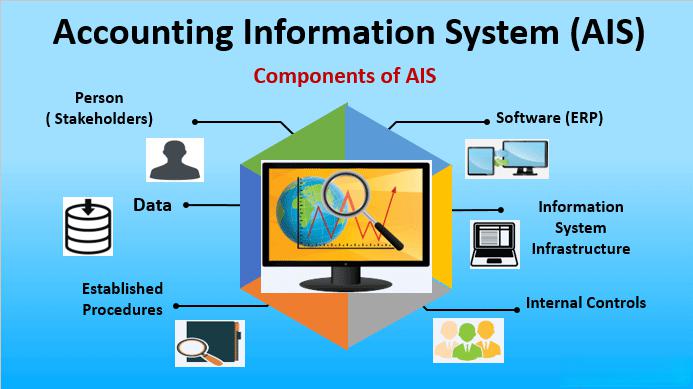 Accounting Information System (AIS)
Components of AIS
Person
( Stakeholders)
Software (ERP)
Data
Information
System
Infrastructure
Established
Procedures
Internal Controls